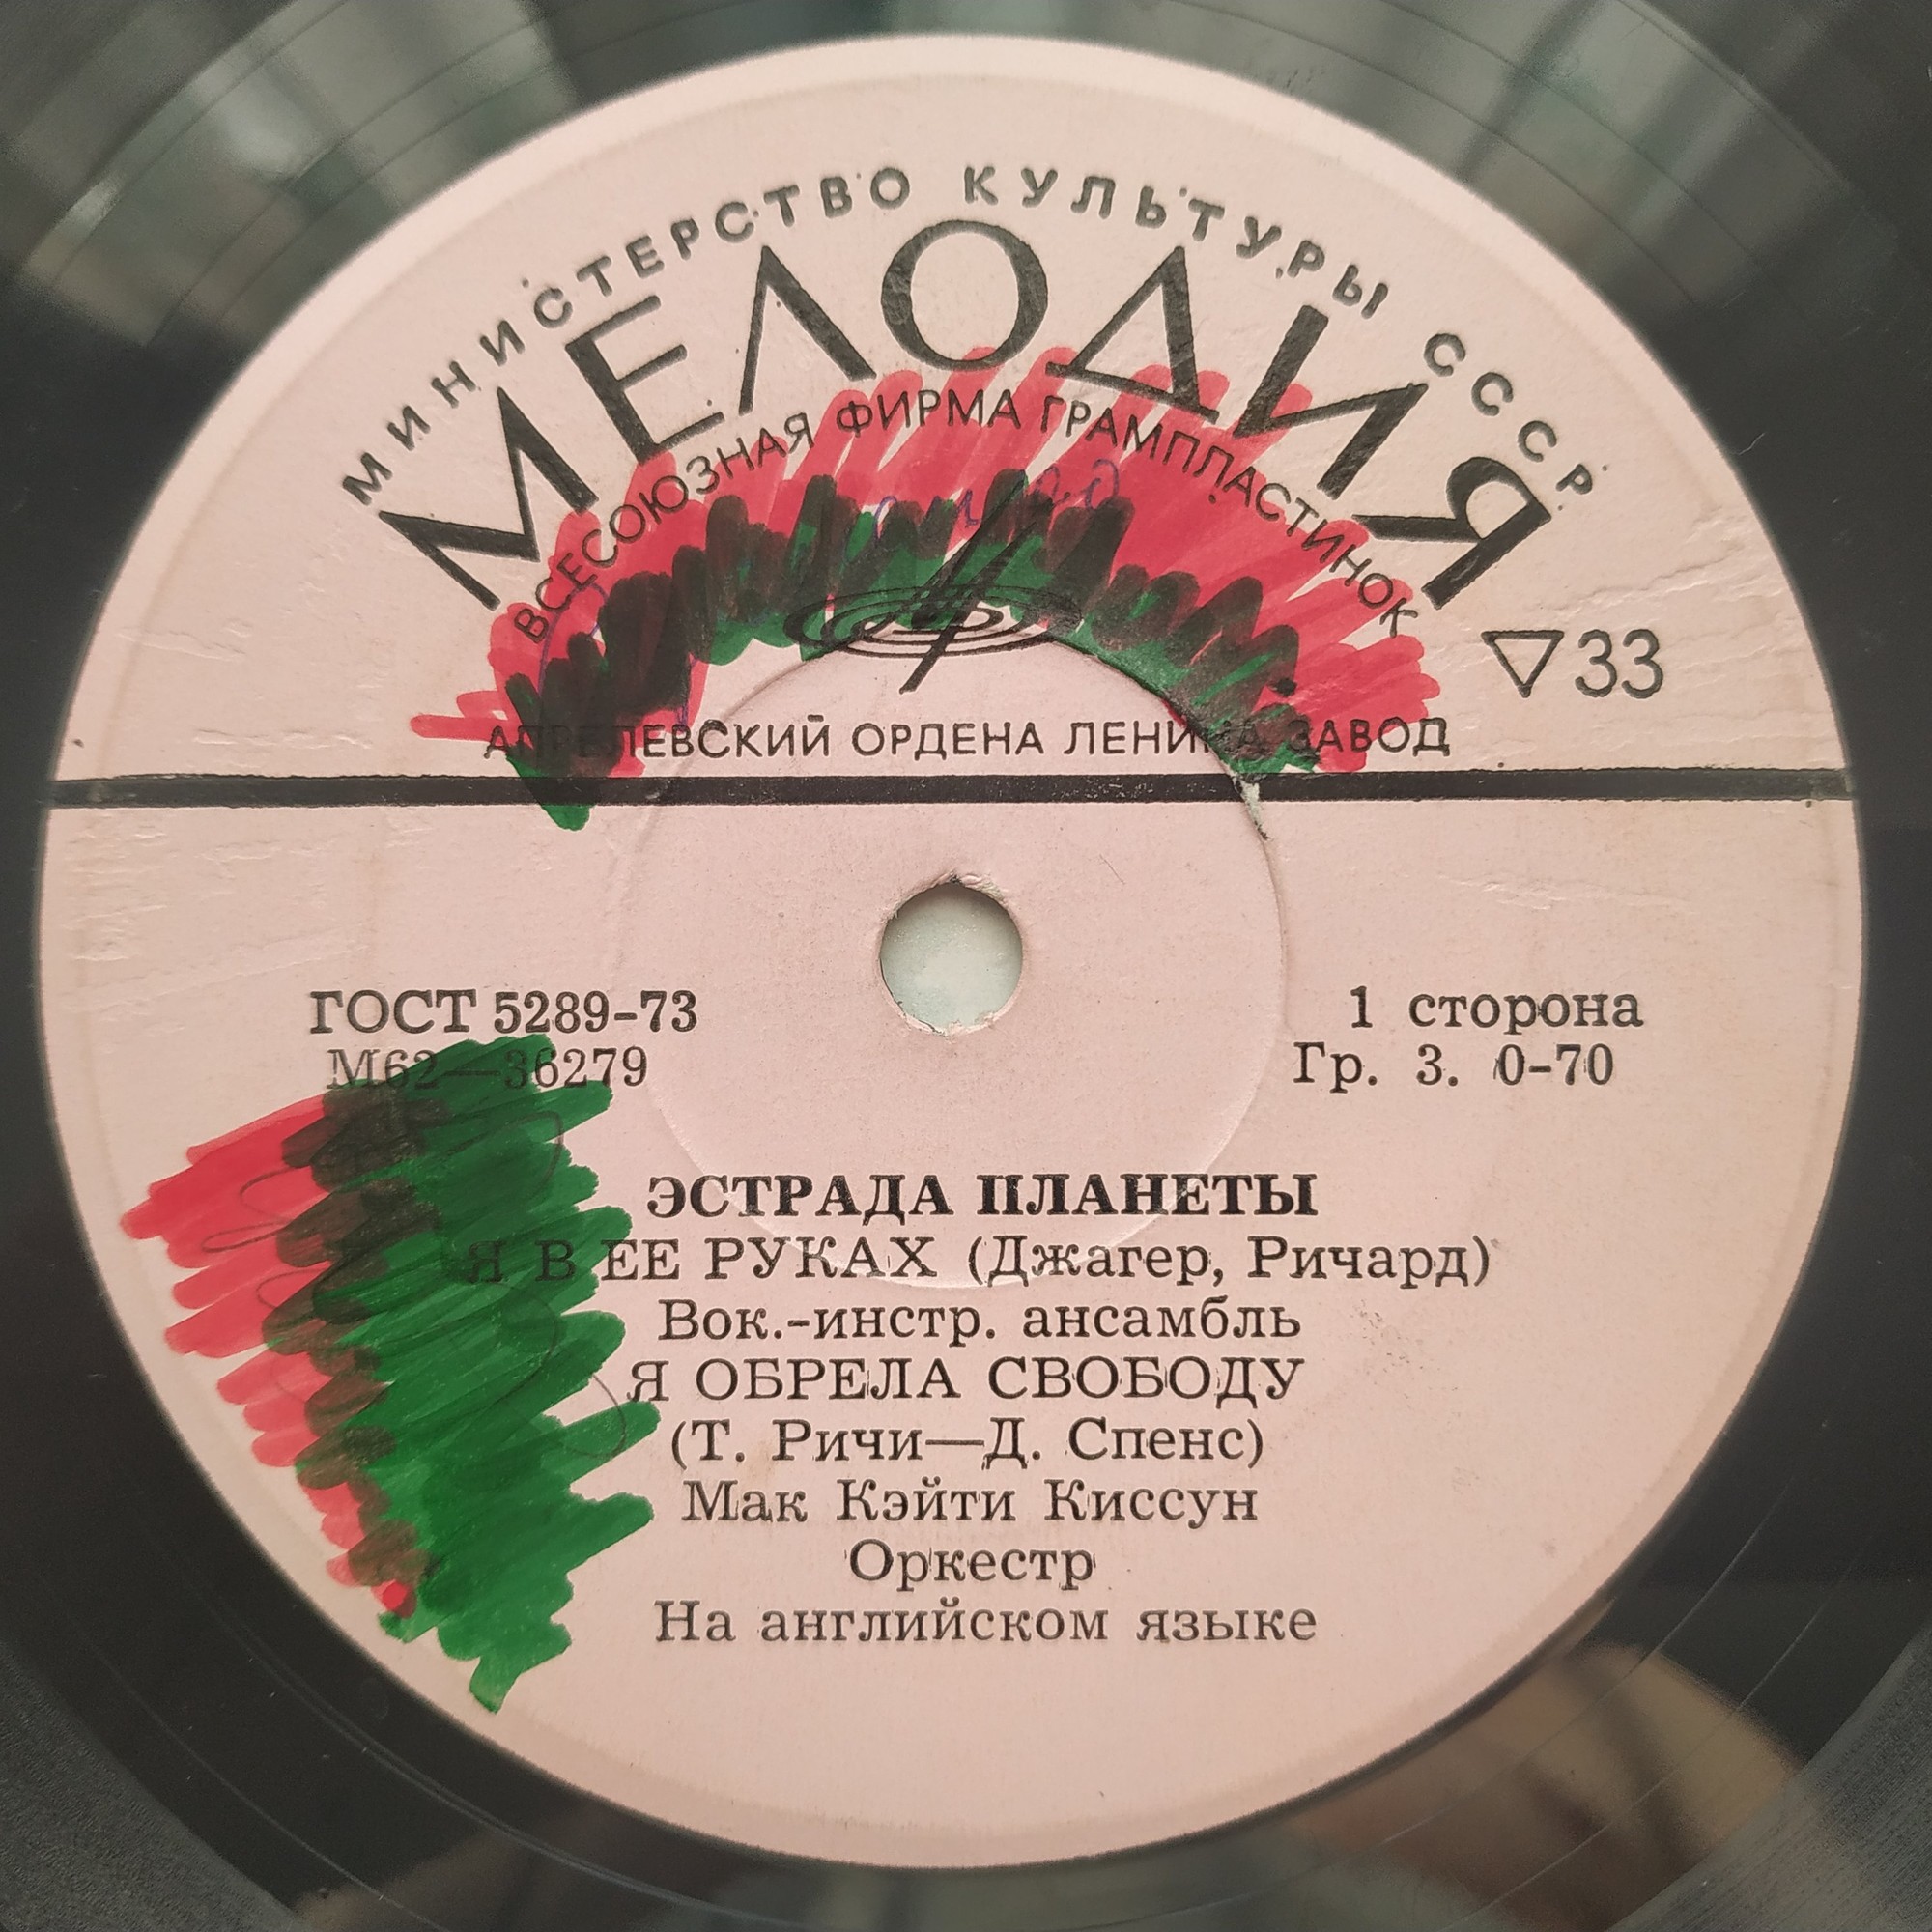 МИНИСТЕРСТВО КУЛЬТУРЫ СССР
МЕЛОДИЯ
ВСЕСОЮЗНАЯ ФИРМА ГРАМПЛАСТИНОК
33
АПРЕЛЕВСКИЙ ОРДЕНА ЛЕНИНА ЗАВОД
ГОСТ 5289-73
М62—36279
1 сторона
Гр. 3. 0-70
ЭСТРАДА ПЛАНЕТЫ
Я В ЕЕ РУКАХ (Джагер, Ричард)
Вок.-инстр. ансамбль
Я ОБРЕЛА СВОБОДУ
(Т. Ричи—Д. Спенс)
Мак Кэйти Киссун
Оркестр
На английском языке